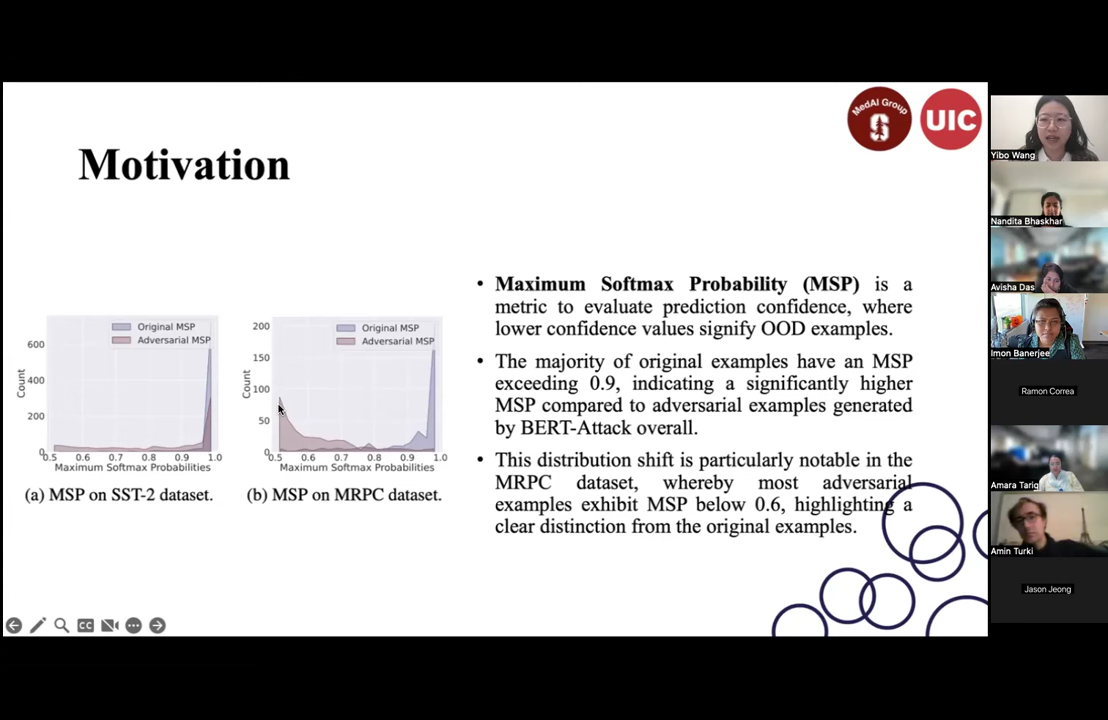 MedAI Group
S
UIC
Motivation
Original MSP
Adversarial MSP
600
400
200
0
Count
0.5 0.6 0.7 0.8 0.9 1.0
Maximum Softmax Probabilities
(a) MSP on SST-2 dataset.
Original MSP
Adversarial MSP
200
150
100
50
0
Count
0.5 0.6 0.7 0.8 0.9 1.0
Maximum Softmax Probabilities
(b) MSP on MRPC dataset.
• Maximum Softmax Probability (MSP) is a
metric to evaluate prediction confidence, where
lower confidence values signify OOD examples.
• The majority of original examples have an MSP
exceeding 0.9, indicating a significantly higher
MSP compared to adversarial examples generated
by BERT-Attack overall.
• This distribution shift is particularly notable in the
MRPC dataset, whereby most adversarial
examples exhibit MSP below 0.6, highlighting a
clear distinction from the original examples.
CC
Yibo Wang
Nandita Bhaskhar
Avisha Das
Imon Banerjee
Ramon Correa
Amara Tariq
Amin Turki
Jason Jeong